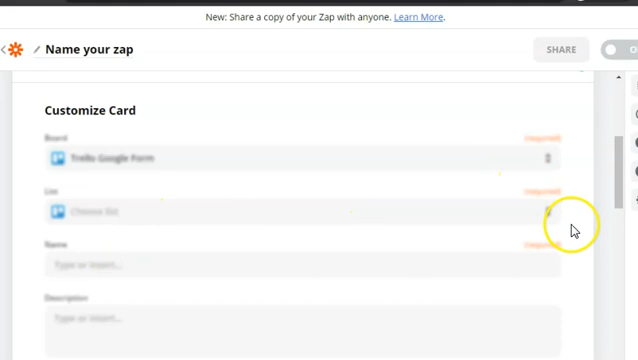 New: Share a copy of your Zap with anyone. Learn More.
Name your zap
SHARE
Customize Card
Board
(required)
Trello Google Form
List
(required)
Choose list
Name
(required)
Type or insert...
Description
Type or insert...